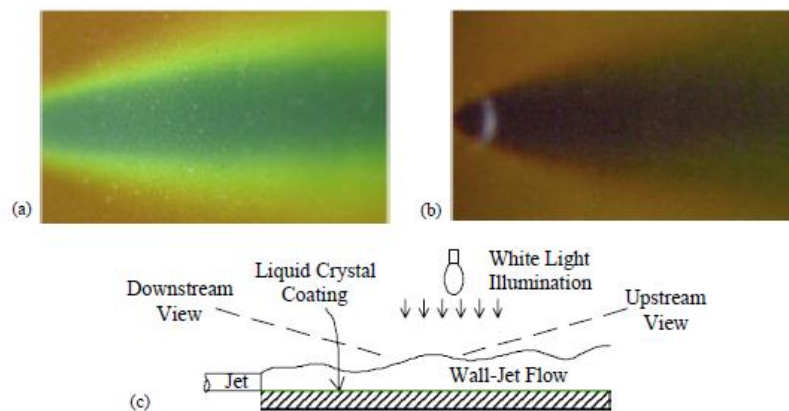 (a)
(b)
Liquid Crystal
Coating
White Light
Illumination
Downstream
View
Upstream
View
Jet
Wall-Jet Flow
(c)